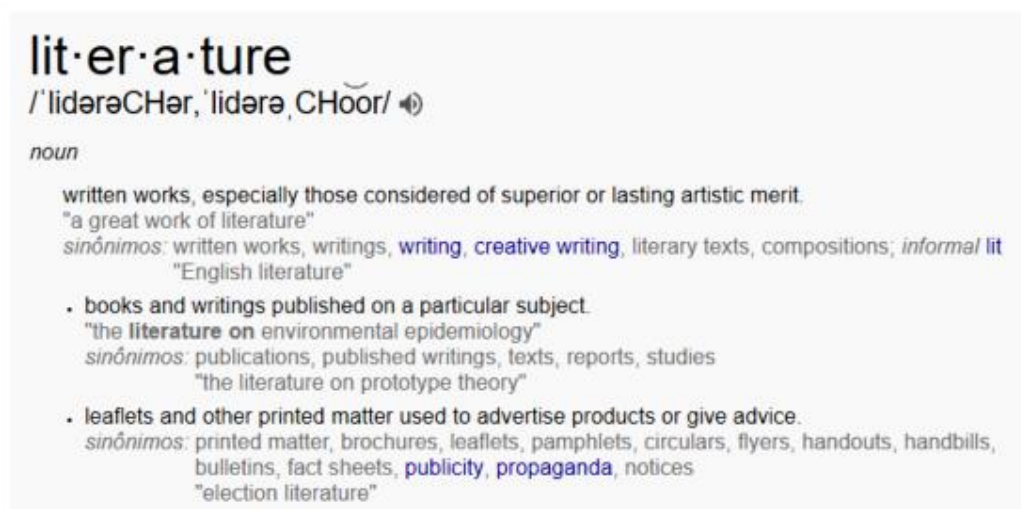 lit·er·a·ture
/ˈlidərəCHər,ˈlidərəˌCHo͝or/
noun
written works, especially those considered of superior or lasting artistic merit.
"a great work of literature"
sinônimos: written works, writings, writing, creative writing, literary texts, compositions; informal lit
"English literature"
• books and writings published on a particular subject.
"the literature on environmental epidemiology"
sinônimos: publications, published writings, texts, reports, studies
"the literature on prototype theory"
• leaflets and other printed matter used to advertise products or give advice.
sinônimos: printed matter, brochures, leaflets, pamphlets, circulars, flyers, handouts, handbills,
bulletins, fact sheets, publicity, propaganda, notices
"election literature"